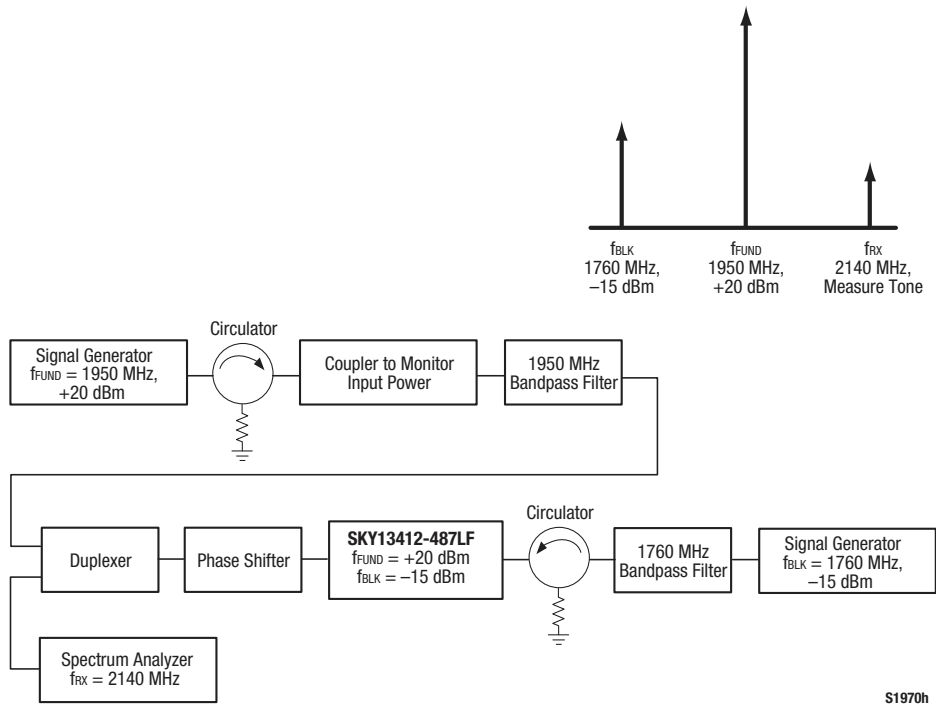 fBLK
1760 MHz,
–15 dBm
fFUND
1950 MHz,
+20 dBm
fRX
2140 MHz,
Measure Tone
Signal Generator
fFUND = 1950 MHz,
+20 dBm
Circulator
Coupler to Monitor
Input Power
1950 MHz
Bandpass Filter
Duplexer
Phase Shifter
SKY13412-487LF
fFUND = +20 dBm
fBLK = –15 dBm
Circulator
1760 MHz
Bandpass Filter
Signal Generator
fBLK = 1760 MHz,
–15 dBm
Spectrum Analyzer
fRX = 2140 MHz
S1970h